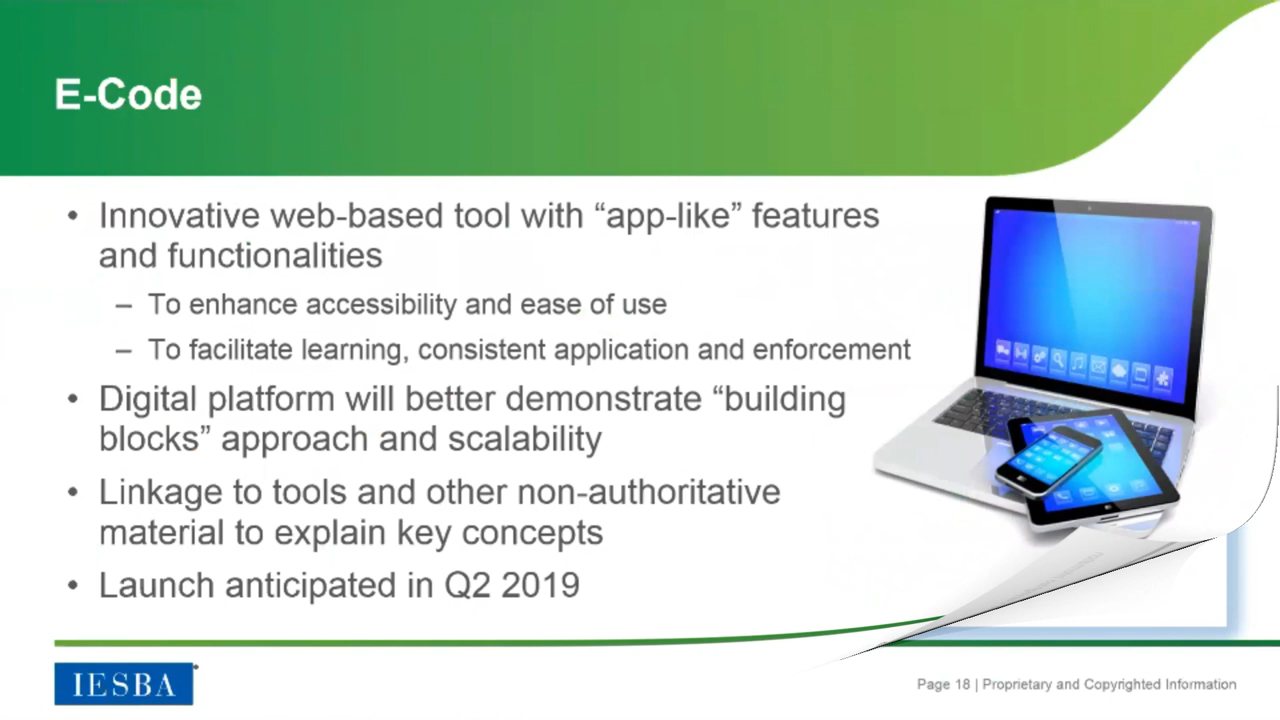 E-Code
• Innovative web-based tool with “app-like” features
and functionalities
– To enhance accessibility and ease of use
– To facilitate learning, consistent application and enforcement
• Digital platform will better demonstrate “building
blocks” approach and scalability
• Linkage to tools and other non-authoritative
material to explain key concepts
• Launch anticipated in Q2 2019
IESBA
Page 18 | Proprietary and Copyrighted Information